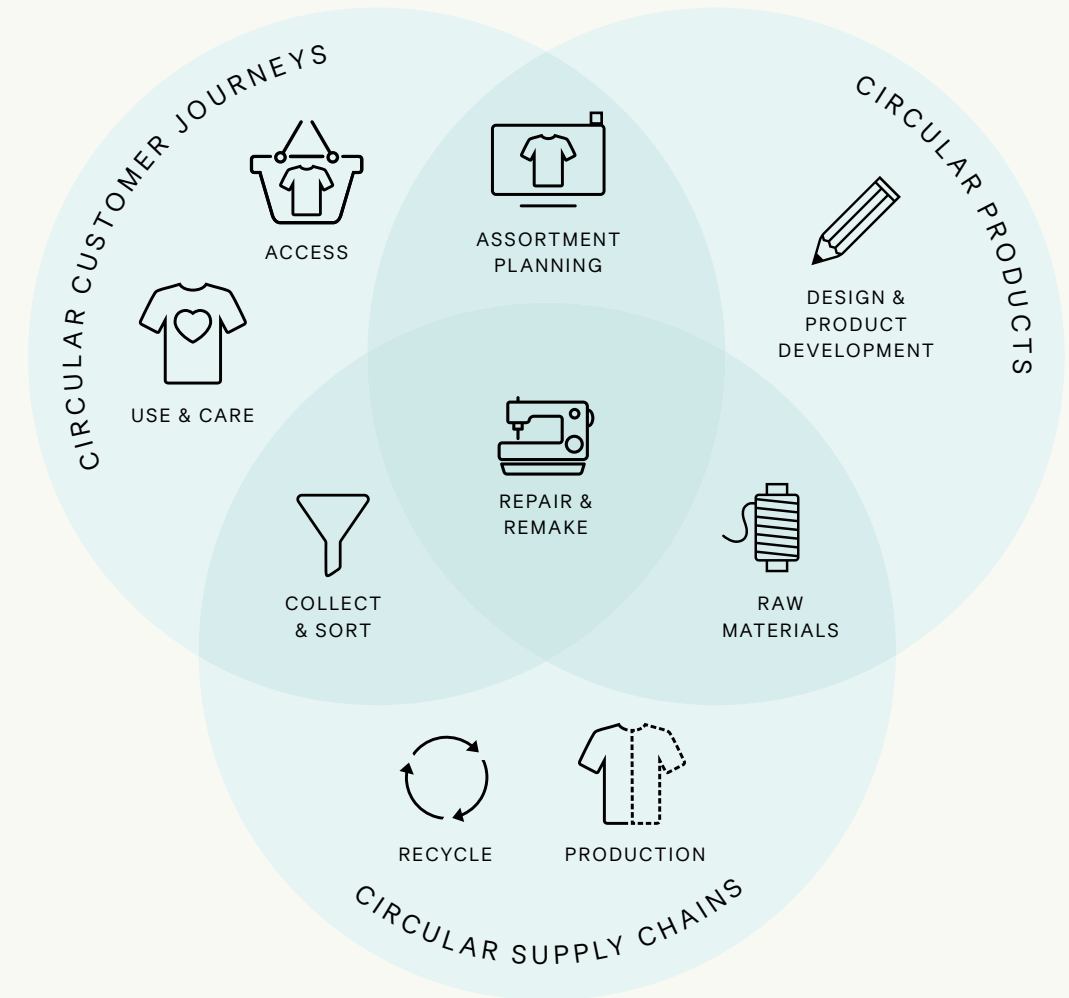 CIRCULAR CUSTOMER JOURNEYS
CIRCULAR PRODUCTS
ACCESS
ASSORTMENT
PLANNING
DESIGN &
PRODUCT
DEVELOPMENT
USE & CARE
REPAIR &
REMAKE
COLLECT
& SORT
RAW
MATERIALS
RECYCLE
PRODUCTION
CIRCULAR SUPPLY CHAINS